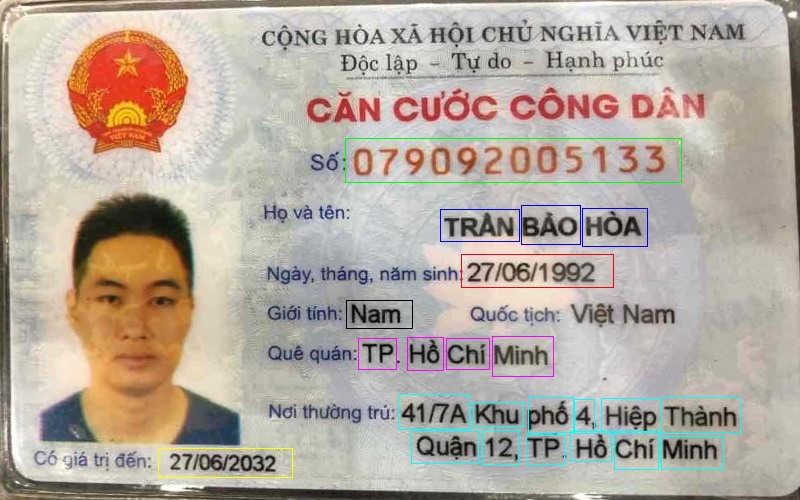 CỘNG HÒA XÃ HỘI CHỦ NGHĨA VIỆT NAM
Độc lập - Tự do - Hạnh phúc
CĂN CƯỚC CÔNG DÂN
Số: 079092005133
Họ và tên:
TRẦN BẢO HÒA
Ngày, tháng, năm sinh: 27/06/1992
Giới tính: Nam Quốc tịch: Việt Nam
Quê quán: TP. Hồ Chí Minh
Nơi thường trú: 41/7A Khu phố 4, Hiệp Thành
Quận 12, TP. Hồ Chí Minh
Có giá trị đến: 27/06/2032